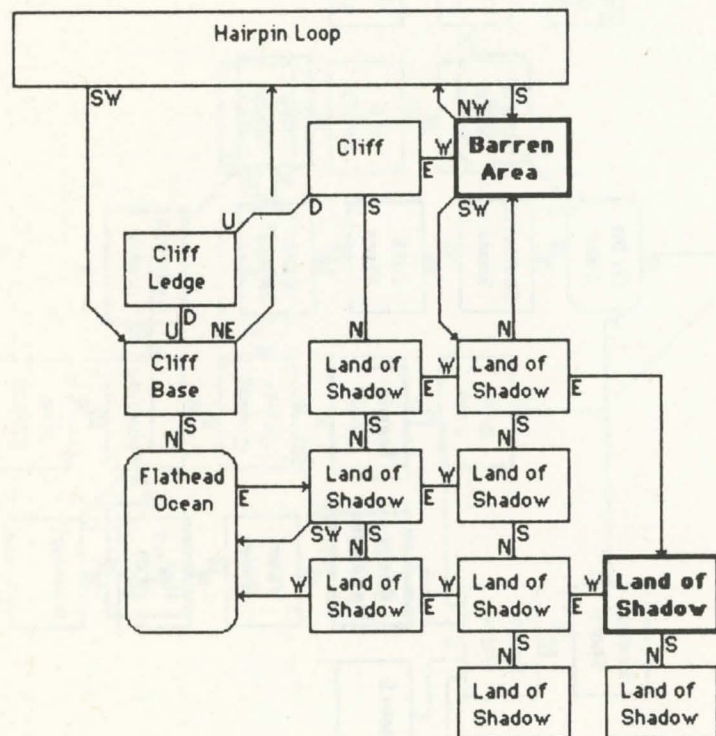 Hairpin Loop
SW
NW
S
Cliff
W
E
Barren
Area
U
D
S
SW
Cliff
Ledge
D
U
NE
N
N
Cliff
Base
Land of
Shadow
W
E
Land of
Shadow
E
S
N
S
N
S
N
Flathead
Ocean
E
Land of
Shadow
W
E
Land of
Shadow
SW
S
N
S
N
W
Land of
Shadow
W
E
Land of
Shadow
W
E
Land of
Shadow
S
N
S
N
Land of
Shadow
Land of
Shadow